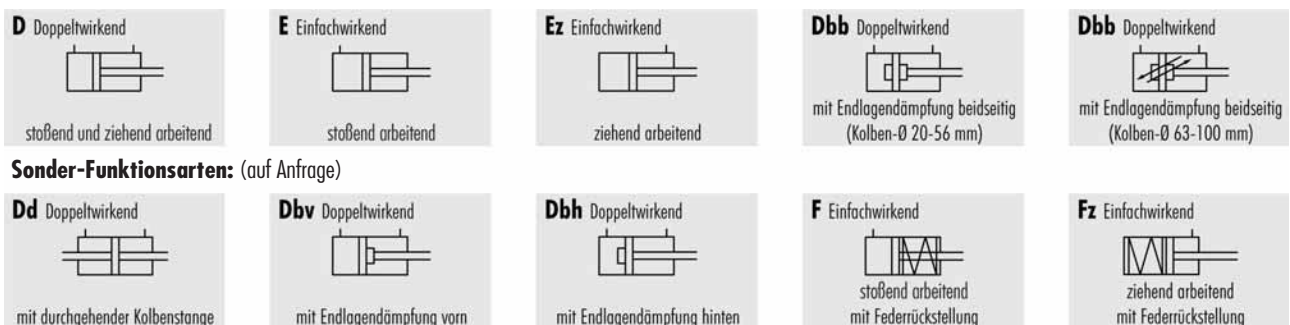 D Doppeltwirkend
stoßend und ziehend arbeitend
E Einfachwirkend
stoßend arbeitend
Ez Einfachwirkend
ziehend arbeitend
Dbb Doppeltwirkend
mit Endlagendämpfung beidseitig
(Kolben-Ø 20-56 mm)
Dbb Doppeltwirkend
mit Endlagendämpfung beidseitig
(Kolben-Ø 63-100 mm)
Sonder-Funktionsarten: (auf Anfrage)
Dd Doppeltwirkend
mit durchgehender Kolbenstange
Dbv Doppeltwirkend
mit Endlagendämpfung vorn
Dbh Doppeltwirkend
mit Endlagendämpfung hinten
F Einfachwirkend
stoßend arbeitend
mit Federrückstellung
Fz Einfachwirkend
ziehend arbeitend
mit Federrückstellung